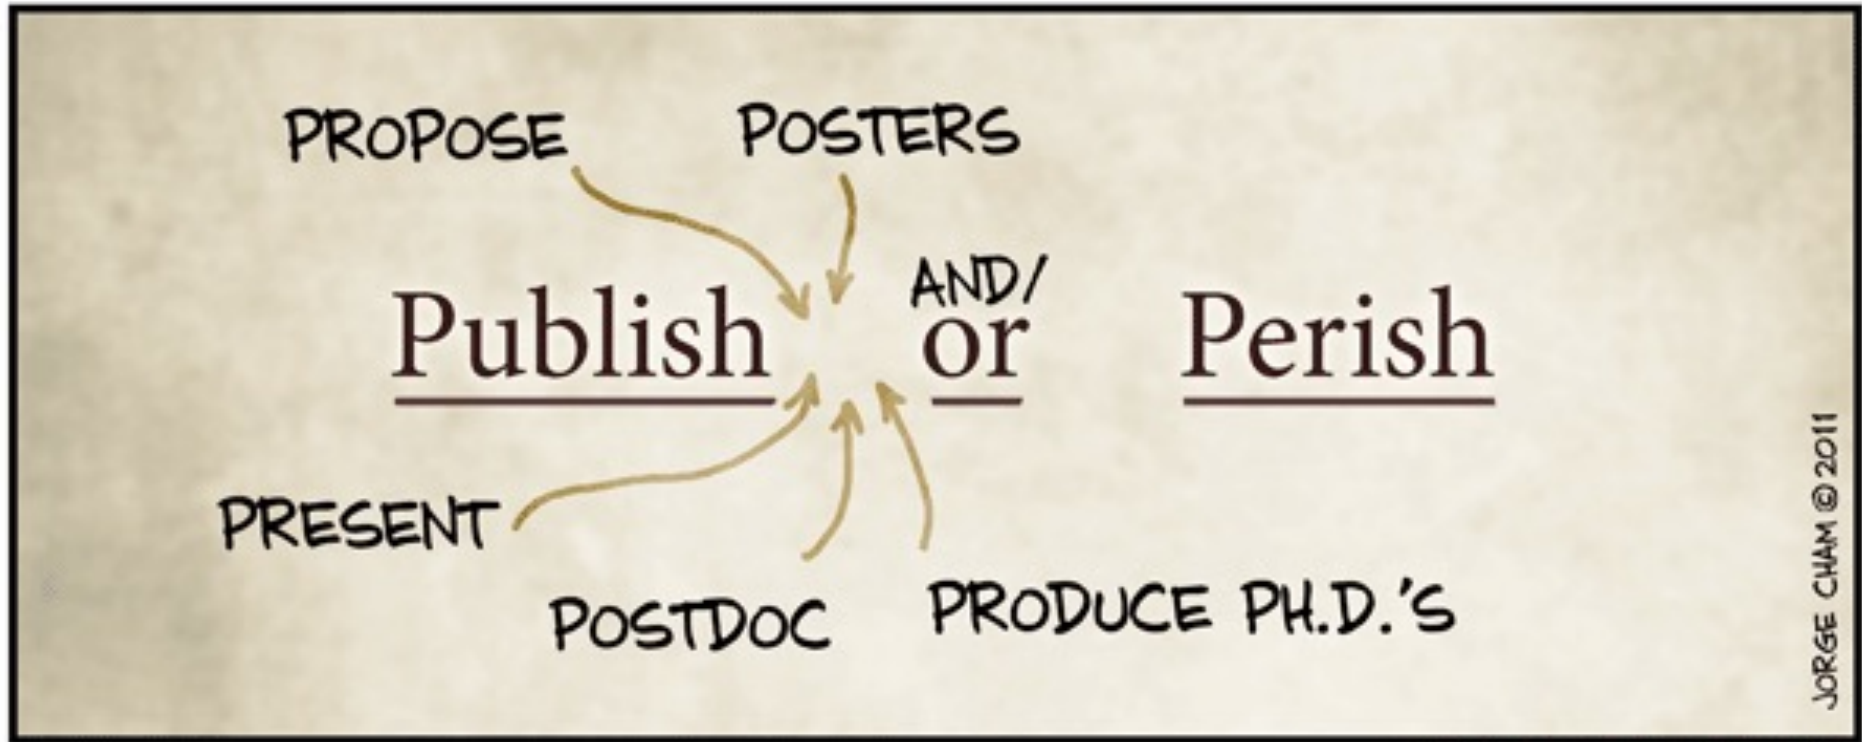 PROPOSE POSTERS
AND/
Publish or Perish
PRESENT
POSTDOC PRODUCE PH.D.'S
JORGE CHAM © 2011